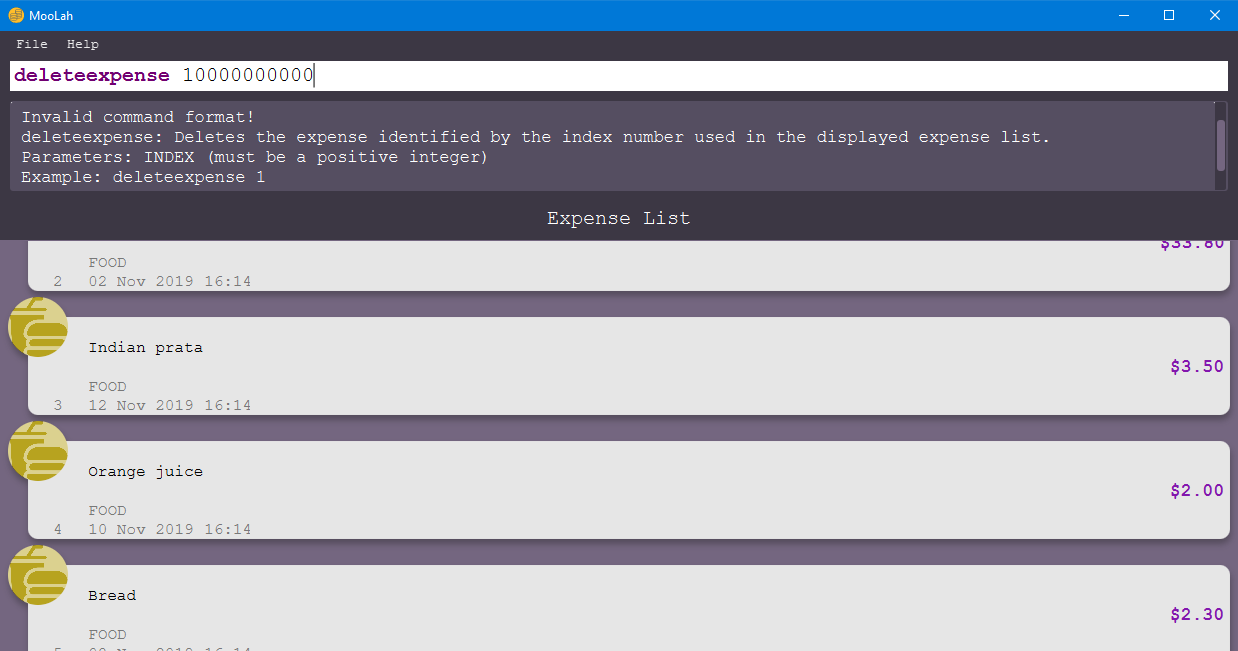 MooLah
File Help
deleteexpense 10000000000
Invalid command format!
deleteexpense: Deletes the expense identified by the index number used in the displayed expense list.
Parameters: INDEX (must be a positive integer)
Example: deleteexpense 1
Expense List
$33.80
FOOD
2 02 Nov 2019 16:14
Indian prata
$3.50
FOOD
3 12 Nov 2019 16:14
Orange juice
$2.00
FOOD
4 10 Nov 2019 16:14
Bread
$2.30
FOOD